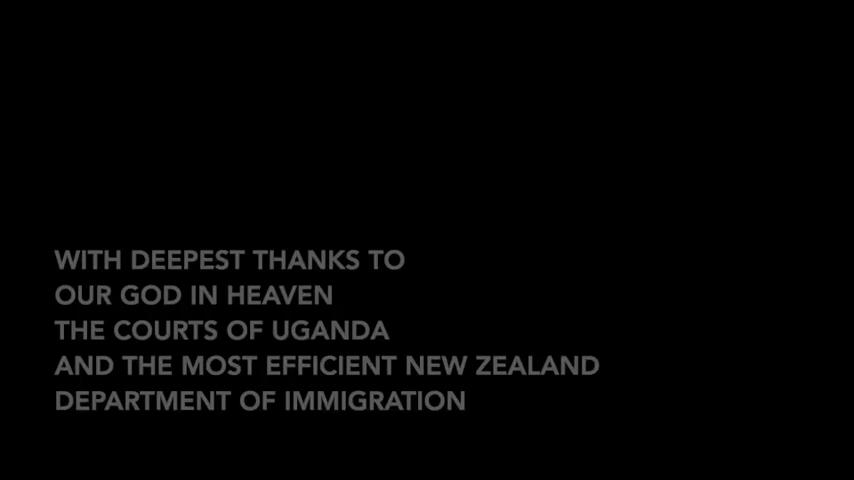 WITH DEEPEST THANKS TO
OUR GOD IN HEAVEN
THE COURTS OF UGANDA
AND THE MOST EFFICIENT NEW ZEALAND
DEPARTMENT OF IMMIGRATION